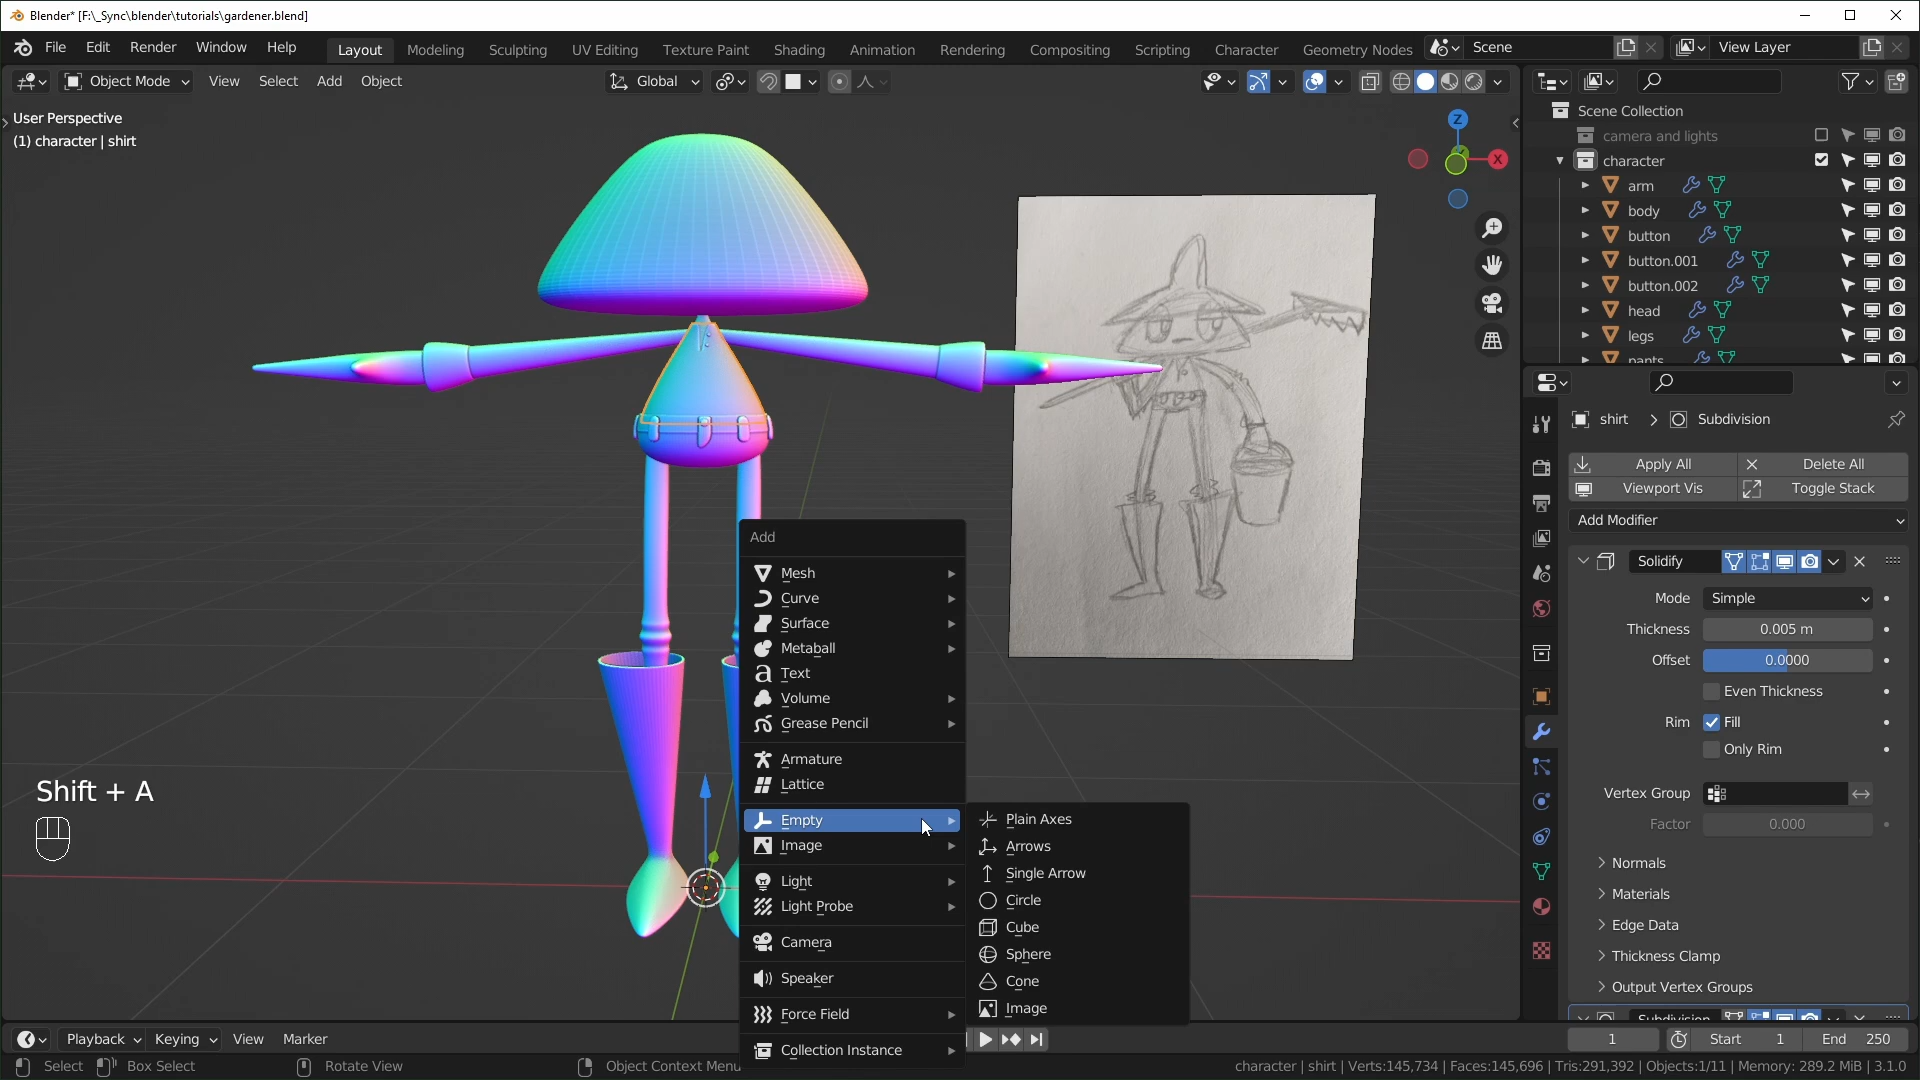 Blender* [F:\_Sync\blender\tutorials\gardener.blend]
File Edit Render Window Help Layout Modeling Sculpting UV Editing Texture Paint Shading Animation Rendering Compositing Scripting Character Geometry Nodes Scene View Layer
Object Mode View Select Add Object Global
User Perspective
(1) character | shirt
Z
X
Scene Collection
camera and lights
character
arm
body
button
button.001
button.002
head
legs
pants
shirt > Subdivision
Apply All Delete All
Viewport Vis Toggle Stack
Add Modifier
Solidify
Mode Simple
Thickness 0.005 m
Offset 0.0000
Even Thickness
Rim Fill
Only Rim
Vertex Group
Factor 0.000
Normals
Materials
Edge Data
Thickness Clamp
Output Vertex Groups
Subdivision
Add
Mesh
Curve
Surface
Metaball
Text
Volume
Grease Pencil
Armature
Lattice
Empty
Image
Light
Light Probe
Camera
Speaker
Force Field
Collection Instance
Plain Axes
Arrows
Single Arrow
Circle
Cube
Sphere
Cone
Image
Shift + A
Playback Keying View Marker 1 Start 1 End 250
Select Box Select Rotate View Object Context Menu character | shirt | Verts:145,734 | Faces:145,696 | Tris:291,392 | Objects:1/11 | Memory: 289.2 MiB | 3.1.0